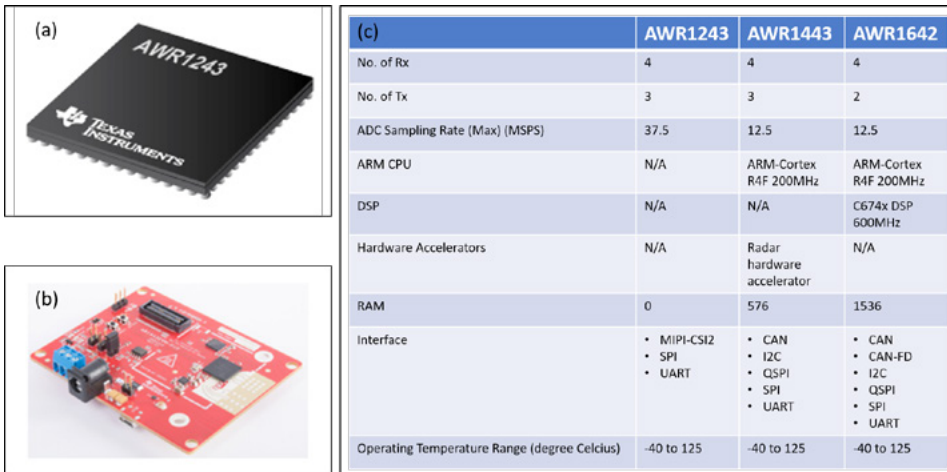 (a)
AWR1243
TEXAS
INSTRUMENTS
(b)
(c) AWR1243 AWR1443 AWR1642
No. of Rx 4 4 4
No. of Tx 3 3 2
ADC Sampling Rate (Max) (MSPS) 37.5 12.5 12.5
ARM CPU N/A ARM-Cortex ARM-Cortex
R4F 200MHz R4F 200MHz
DSP N/A N/A C674x DSP
600MHz
Hardware Accelerators N/A Radar N/A
hardware
accelerator
RAM 0 576 1536
Interface • MIPI-CSI2 • CAN • CAN
• SPI • I2C • CAN-FD
• UART • QSPI • I2C
• SPI • QSPI
• UART • SPI
• UART
Operating Temperature Range (degree Celcius) -40 to 125 -40 to 125 -40 to 125